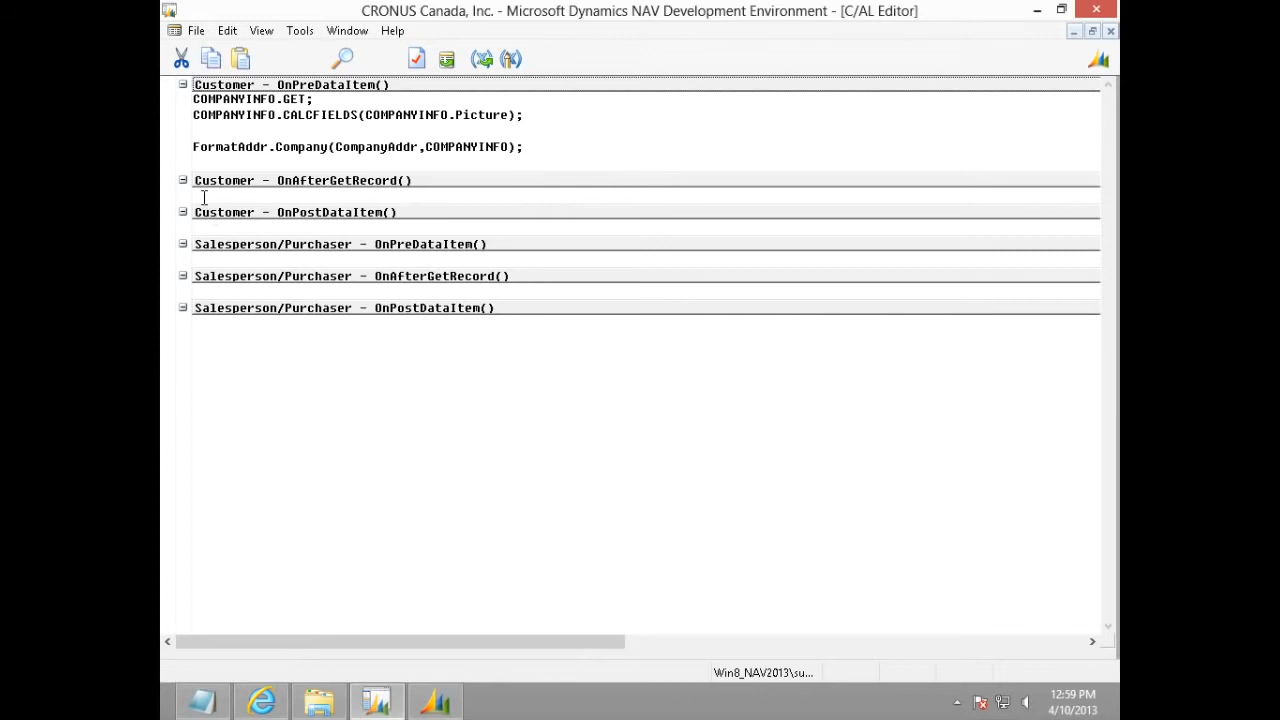 CRONUS Canada, Inc. - Microsoft Dynamics NAV Development Environment - [C/AL Editor]
File Edit View Tools Window Help
Customer - OnPreDataItem()
COMPANYINFO.GET;
COMPANYINFO.CALCFIELDS(COMPANYINFO.Picture);
FormatAddr.Company(CompanyAddr,COMPANYINFO);
Customer - OnAfterGetRecord()
Customer - OnPostDataItem()
Salesperson/Purchaser - OnPreDataItem()
Salesperson/Purchaser - OnAfterGetRecord()
Salesperson/Purchaser - OnPostDataItem()
Win8_NAV2013\su...
12:59 PM
4/10/2013